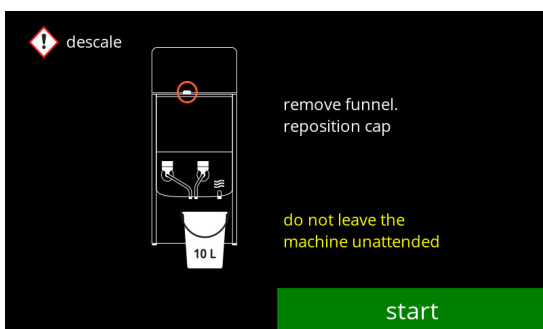 descale
remove funnel.
reposition cap
do not leave the
machine unattended
10 L
start